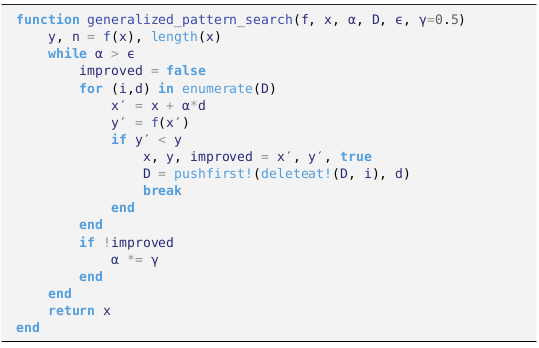 function generalized_pattern_search(f, x, α, D, ϵ, γ=0.5)
    y, n = f(x), length(x)
    while α > ϵ
        improved = false
        for (i,d) in enumerate(D)
            x′ = x + α*d
            y′ = f(x′)
            if y′ < y
                x, y, improved = x′, y′, true
                D = pushfirst!(deleteat!(D, i), d)
                break
            end
        end
        if !improved
            α *= γ
        end
    end
    return x
end